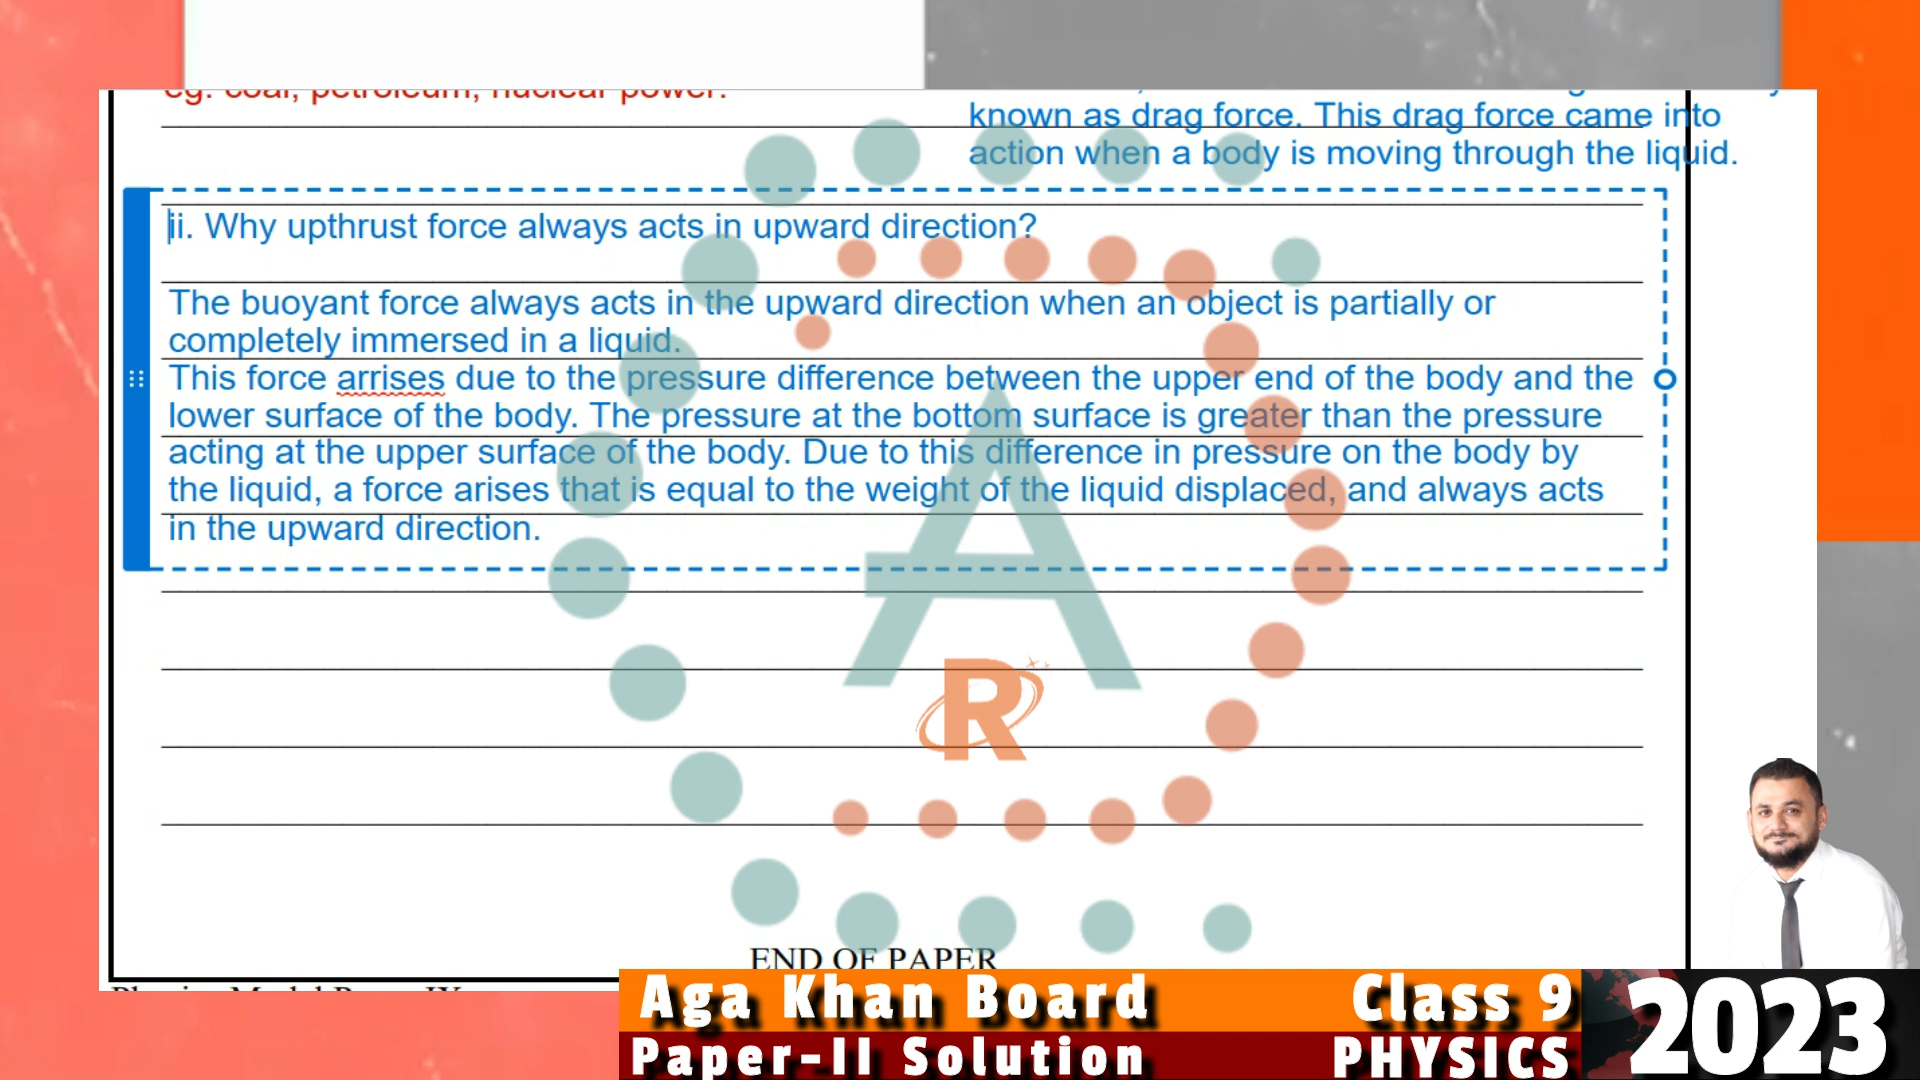 eg. coal, petroleum, nuclear power.
known as drag force. This drag force came into
action when a body is moving through the liquid.
ii. Why upthrust force always acts in upward direction?
The buoyant force always acts in the upward direction when an object is partially or
completely immersed in a liquid.
This force arrises due to the pressure difference between the upper end of the body and the
lower surface of the body. The pressure at the bottom surface is greater than the pressure
acting at the upper surface of the body. Due to this difference in pressure on the body by
the liquid, a force arises that is equal to the weight of the liquid displaced, and always acts
in the upward direction.
A
R
END OF PAPER
Aga Khan Board Class 9
Paper-II Solution PHYSICS
2023